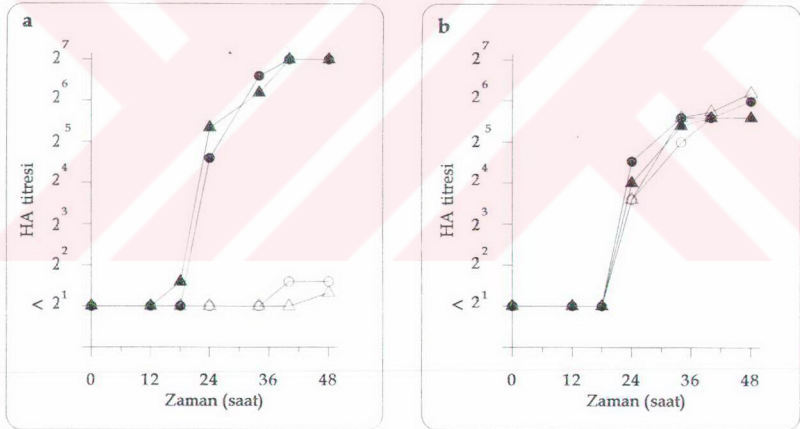 a
HA titresi
2^7
2^6
2^5
2^4
2^3
2^2
< 2^1
0 12 24 36 48
Zaman (saat)
b
HA titresi
2^7
2^6
2^5
2^4
2^3
2^2
< 2^1
0 12 24 36 48
Zaman (saat)